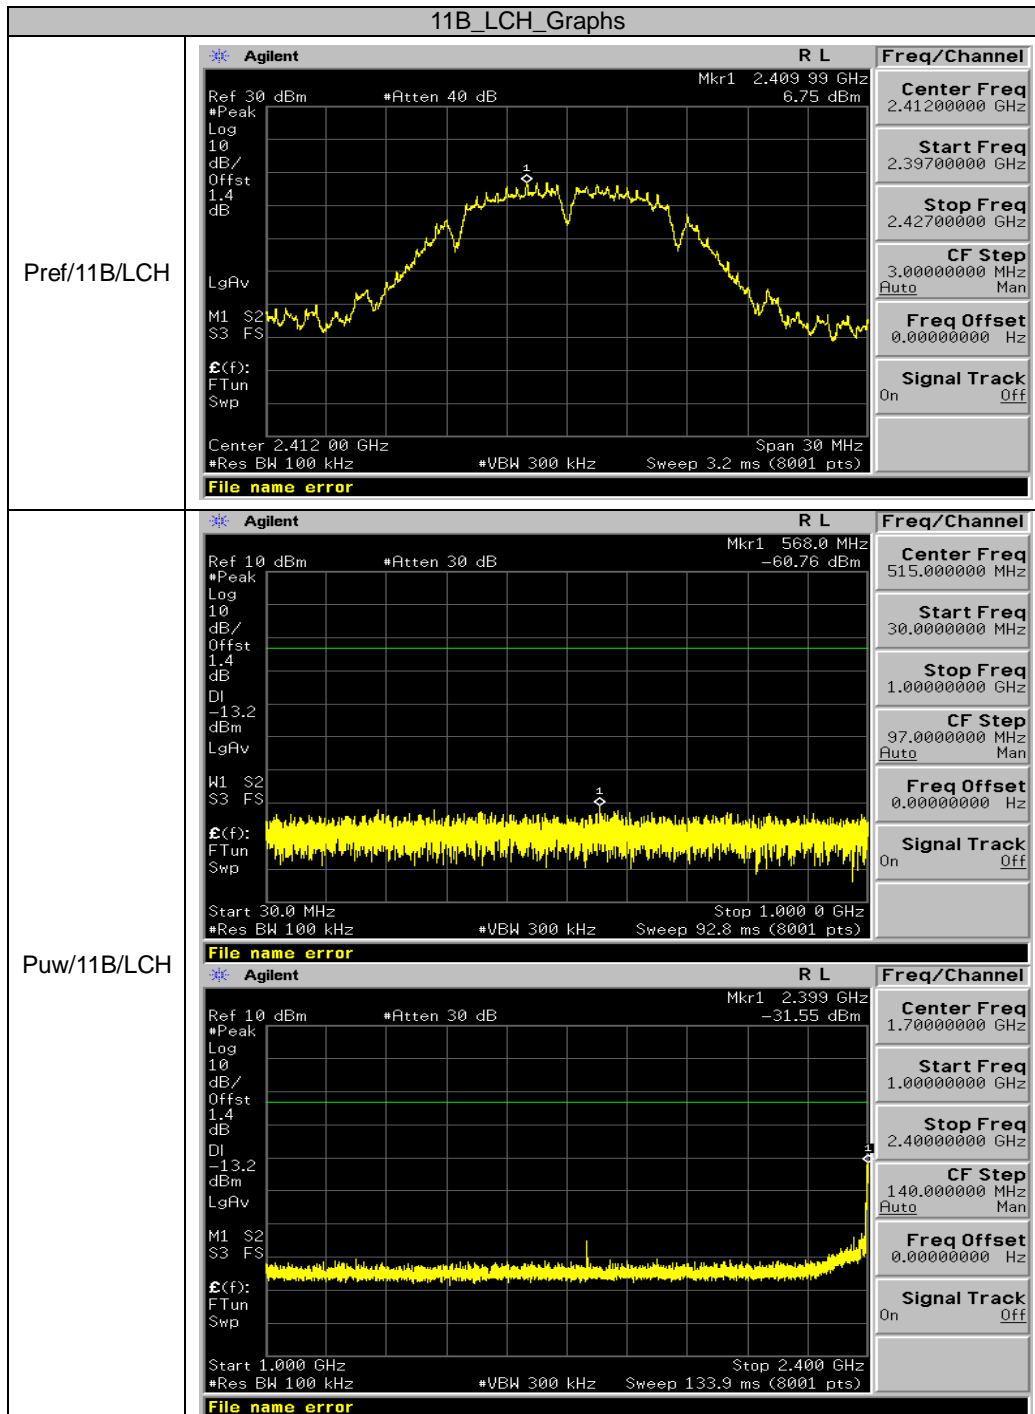 11B_LCH_Graphs
Pref/11B/LCH
Agilent R L Freq/Channel
Mkr1 2.409 99 GHz
Ref 30 dBm #Atten 40 dB 6.75 dBm
#Peak
Log
10
dB/
Offst
1.4
dB
LgAv
M1 S2
S3 FS
£(f):
FTun
Swp
1
Center 2.412 00 GHz Span 30 MHz
#Res BW 100 kHz #VBW 300 kHz Sweep 3.2 ms (8001 pts)
File name error
Center Freq
2.41200000 GHz
Start Freq
2.39700000 GHz
Stop Freq
2.42700000 GHz
CF Step
3.00000000 MHz
Auto Man
Freq Offset
0.00000000 Hz
Signal Track
On Off
Puw/11B/LCH
Agilent R L Freq/Channel
Mkr1 568.0 MHz
Ref 10 dBm #Atten 30 dB -60.76 dBm
#Peak
Log
10
dB/
Offst
1.4
dB
DI
-13.2
dBm
LgAv
W1 S2
S3 FS
£(f):
FTun
Swp
1
Start 30.0 MHz Stop 1.000 0 GHz
#Res BW 100 kHz #VBW 300 kHz Sweep 92.8 ms (8001 pts)
File name error
Center Freq
515.000000 MHz
Start Freq
30.0000000 MHz
Stop Freq
1.00000000 GHz
CF Step
97.0000000 MHz
Auto Man
Freq Offset
0.00000000 Hz
Signal Track
On Off
Agilent R L Freq/Channel
Mkr1 2.399 GHz
Ref 10 dBm #Atten 30 dB -31.55 dBm
#Peak
Log
10
dB/
Offst
1.4
dB
DI
-13.2
dBm
LgAv
M1 S2
S3 FS
£(f):
FTun
Swp
1
Start 1.000 GHz Stop 2.400 GHz
#Res BW 100 kHz #VBW 300 kHz Sweep 133.9 ms (8001 pts)
File name error
Center Freq
1.70000000 GHz
Start Freq
1.00000000 GHz
Stop Freq
2.40000000 GHz
CF Step
140.000000 MHz
Auto Man
Freq Offset
0.00000000 Hz
Signal Track
On Off